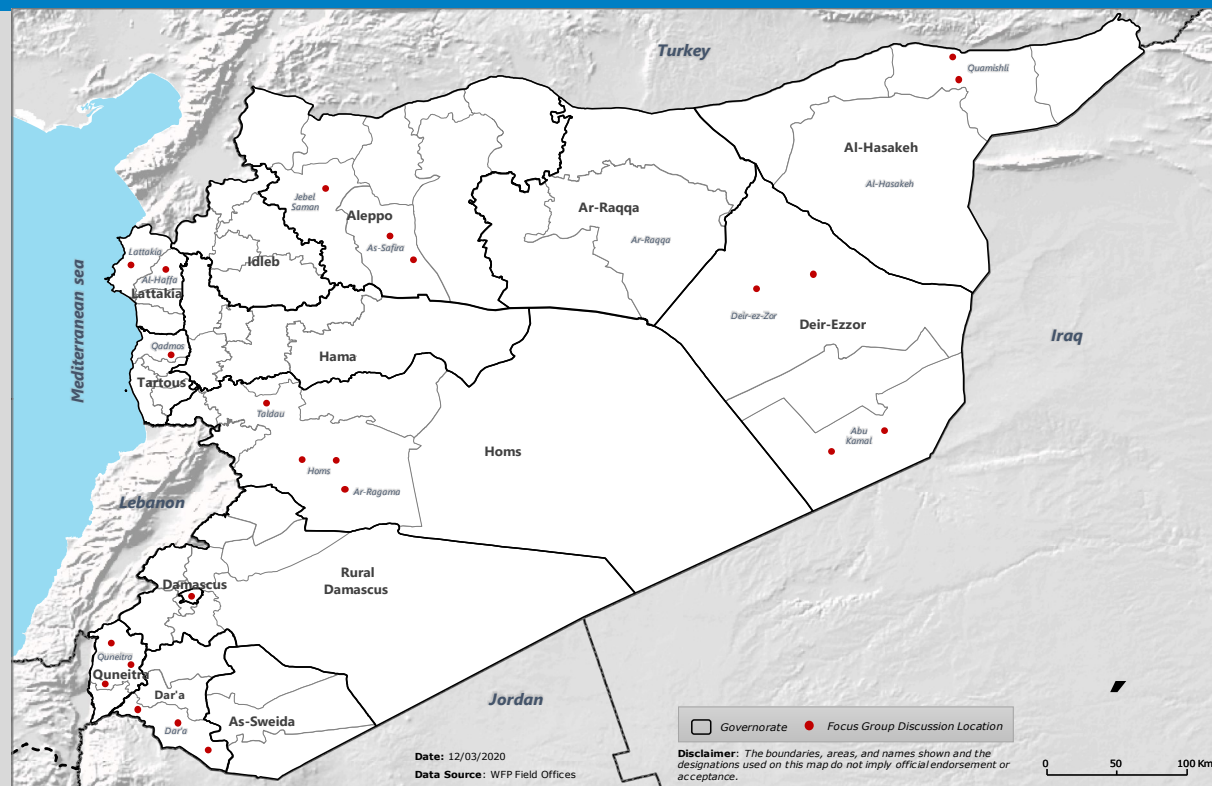 Turkey
Quamishli
Al-Hasakeh
Al-Hasakeh
Jebel
Saman
Aleppo
As-Safira
Ar-Raqqa
Ar-Raqqa
Lattakia
Al-Haffa
Lattakia
Idleb
Mediterranean sea
Deir-ez-Zor
Deir-Ezzor
Iraq
Qadmos
Tartous
Hama
Taldau
Abu
Kamal
Homs
Homs
Ar-Ragama
Lebanon
Damascus
Rural
Damascus
Quneitra
Quneitra
Dar'a
Dar'a
As-Sweida
Jordan
Governorate
Focus Group Discussion Location
Date: 12/03/2020
Data Source: WFP Field Offices
Disclaimer: The boundaries, areas, and names shown and the
designations used on this map do not imply official endorsement or
acceptance.
0 50 100 Km